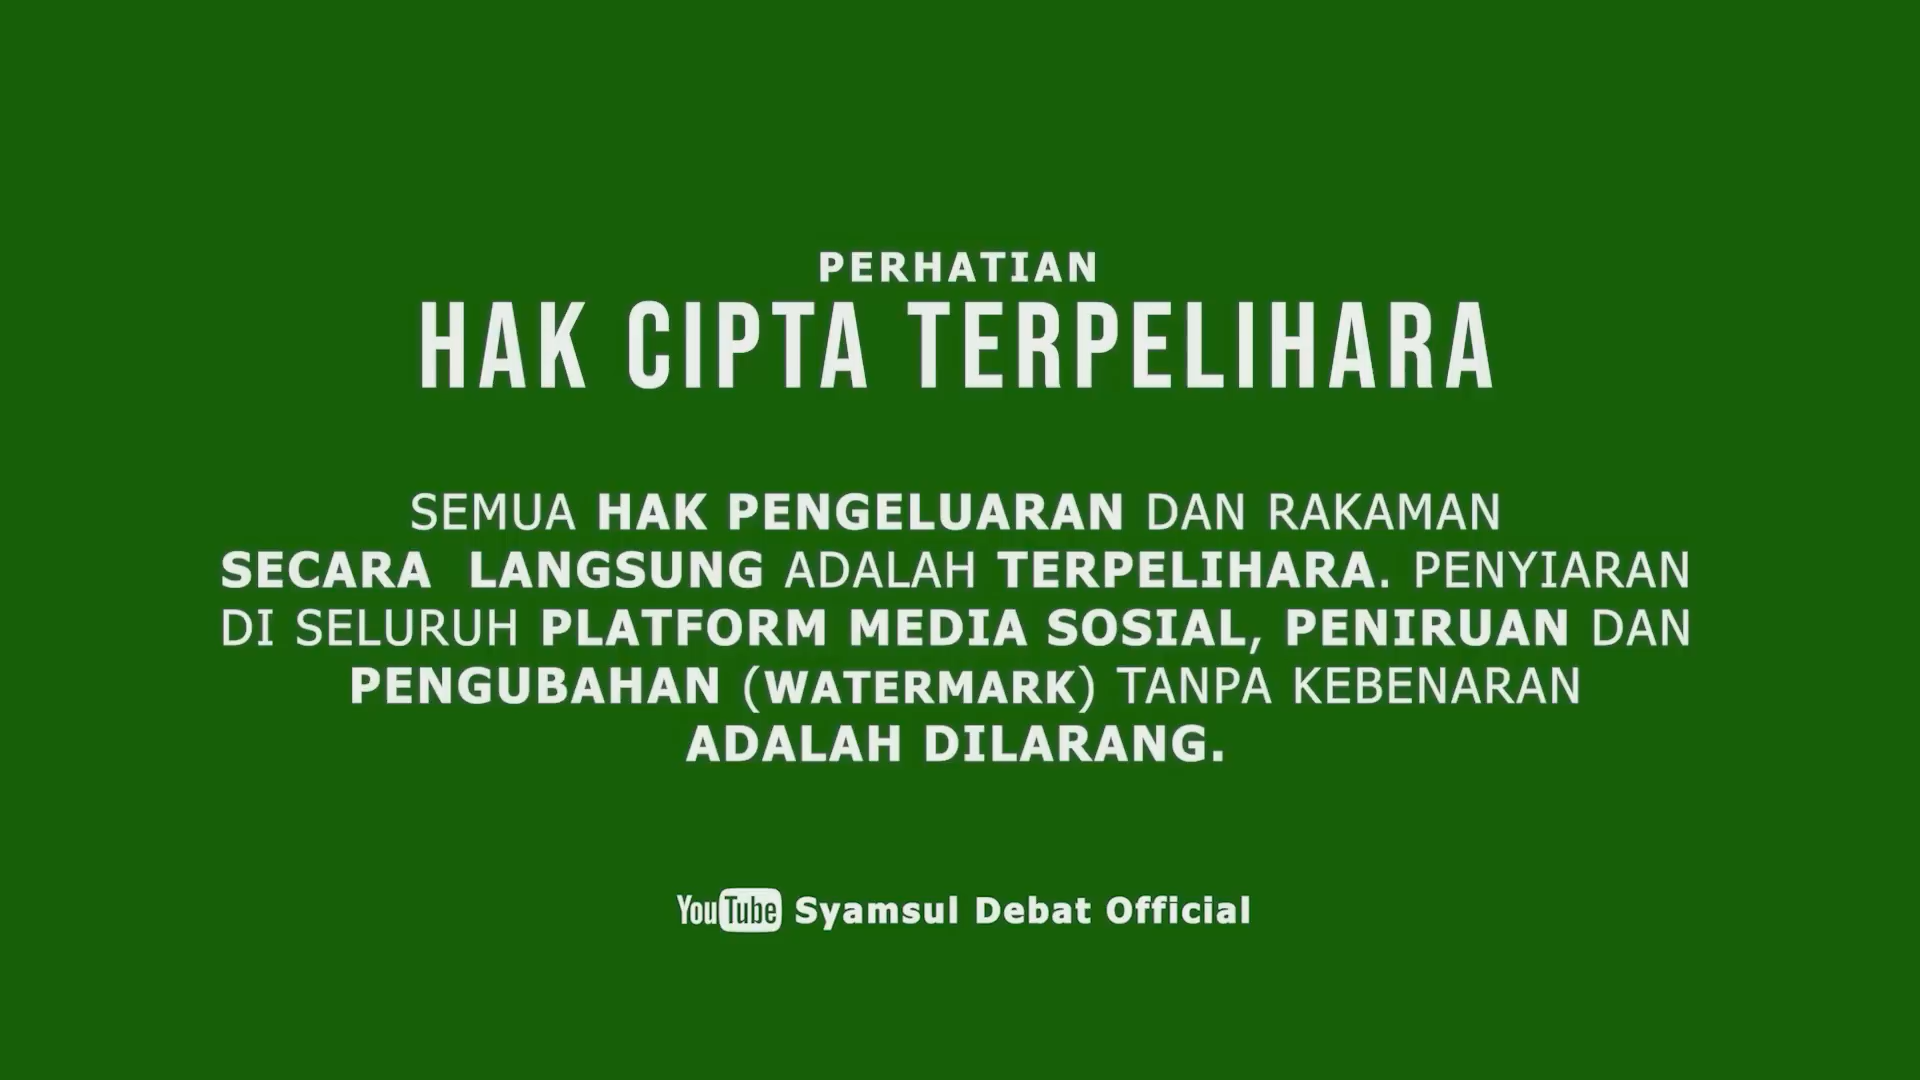 PERHATIAN
HAK CIPTA TERPELIHARA
SEMUA HAK PENGELUARAN DAN RAKAMAN
SECARA LANGSUNG ADALAH TERPELIHARA. PENYIARAN
DI SELURUH PLATFORM MEDIA SOSIAL, PENIRUAN DAN
PENGUBAHAN (WATERMARK) TANPA KEBENARAN
ADALAH DILARANG.
YouTube Syamsul Debat Official